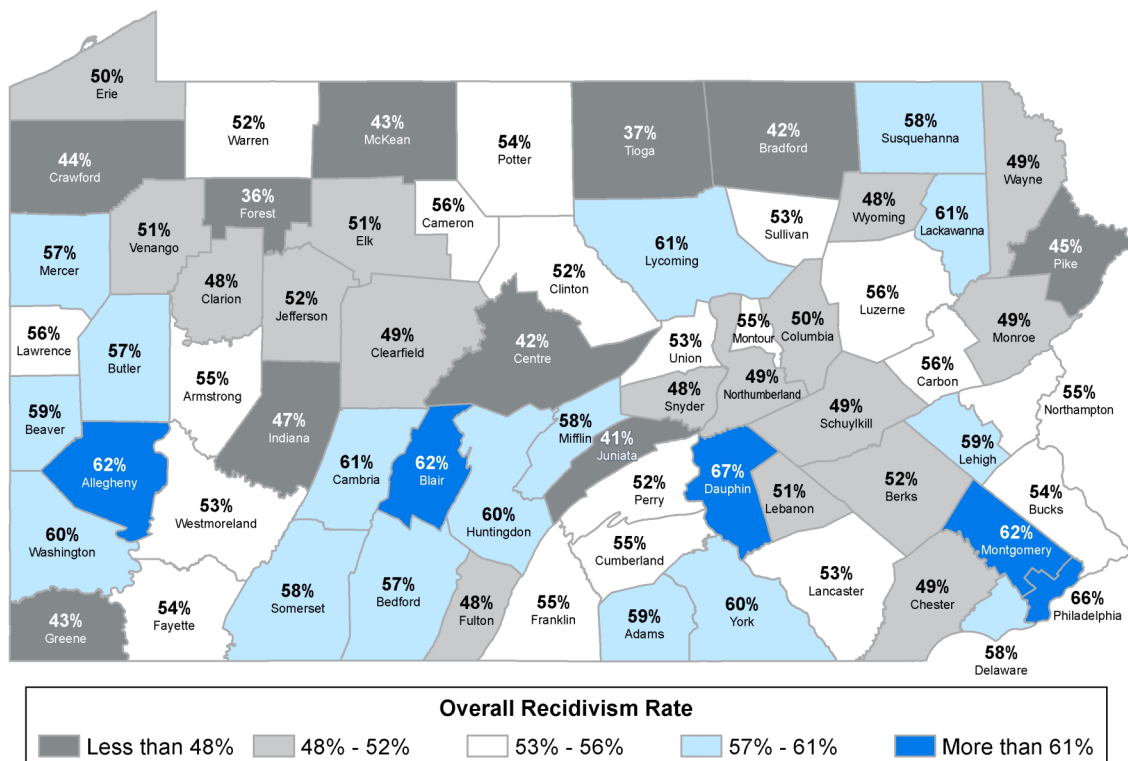 50%
Erie
52%
Warren
43%
McKean
54%
Potter
37%
Tioga
42%
Bradford
58%
Susquehanna
49%
Wayne
44%
Crawford
36%
Forest
51%
Elk
56%
Cameron
53%
Sullivan
48%
Wyoming
61%
Lackawanna
45%
Pike
57%
Mercer
51%
Venango
48%
Clarion
52%
Jefferson
52%
Clinton
61%
Lycoming
56%
Luzerne
49%
Monroe
56%
Lawrence
57%
Butler
49%
Clearfield
42%
Centre
53%
Union
55%
Montour
50%
Columbia
56%
Carbon
55%
Northampton
59%
Beaver
55%
Armstrong
47%
Indiana
58%
Mifflin
48%
Snyder
49%
Northumberland
49%
Schuylkill
59%
Lehigh
62%
Allegheny
53%
Westmoreland
61%
Cambria
62%
Blair
60%
Huntingdon
41%
Juniata
52%
Perry
67%
Dauphin
51%
Lebanon
52%
Berks
54%
Bucks
60%
Washington
55%
Cumberland
62%
Montgomery
43%
Greene
54%
Fayette
58%
Somerset
57%
Bedford
48%
Fulton
55%
Franklin
59%
Adams
60%
York
53%
Lancaster
49%
Chester
66%
Philadelphia
58%
Delaware
Overall Recidivism Rate
Less than 48%
48% - 52%
53% - 56%
57% - 61%
More than 61%